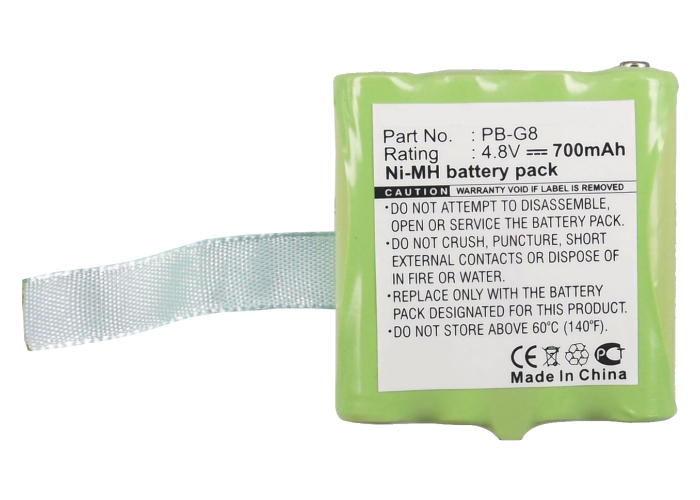 Part No. : PB-G8
Rating : 4.8V ⎓ 700mAh
Ni-MH battery pack
CAUTION WARRANTY VOID IF LABEL IS REMOVED
•DO NOT ATTEMPT TO DISASSEMBLE,
OPEN OR SERVICE THE BATTERY PACK.
•DO NOT CRUSH, PUNCTURE, SHORT
EXTERNAL CONTACTS OR DISPOSE OF
IN FIRE OR WATER.
•REPLACE ONLY WITH THE BATTERY
PACK DESIGNATED FOR THIS PRODUCT.
•DO NOT STORE ABOVE 60°C (140°F).
CE PCT
Made In China